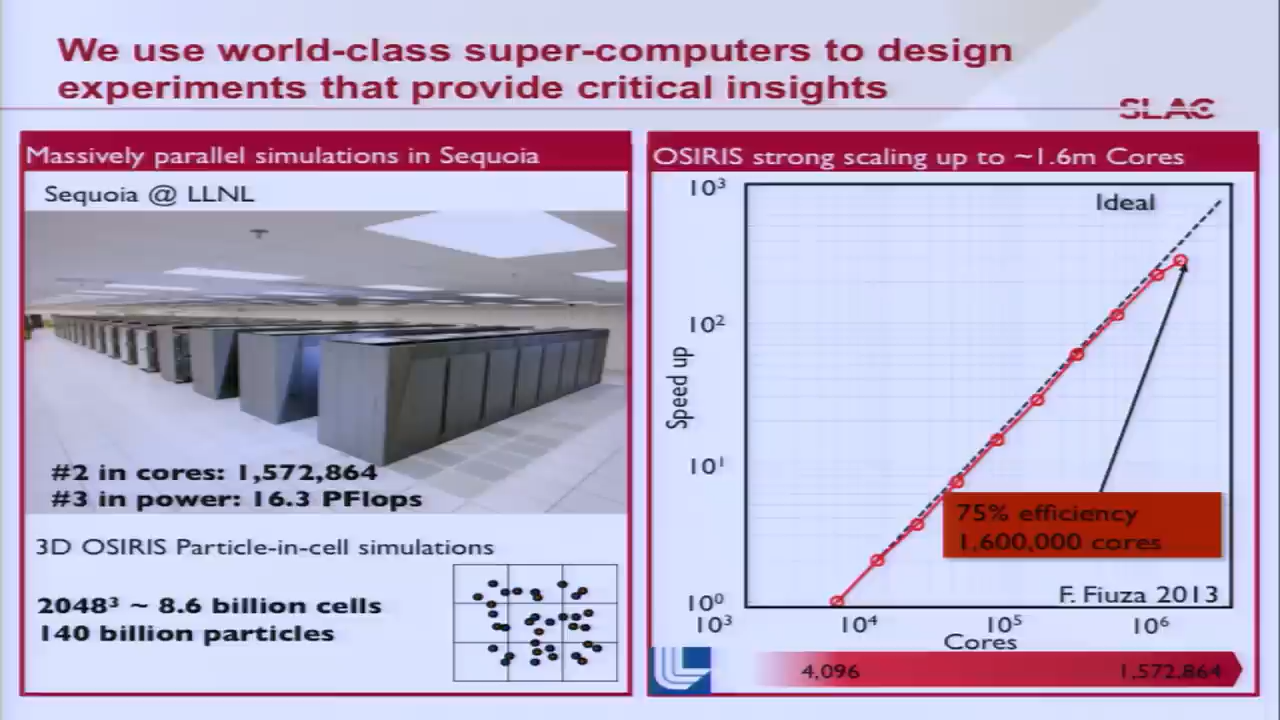 We use world-class super-computers to design
experiments that provide critical insights
SLAC
Massively parallel simulations in Sequoia
Sequoia @ LLNL
#2 in cores: 1,572,864
#3 in power: 16.3 PFlops
3D OSIRIS Particle-in-cell simulations
2048³ ~ 8.6 billion cells
140 billion particles
OSIRIS strong scaling up to ~1.6m Cores
10³
Ideal
10²
Speed up
10¹
75% efficiency
1,600,000 cores
10⁰
F. Fiuza 2013
10³ 10⁴ 10⁵ 10⁶
Cores
4,096 1,572,864